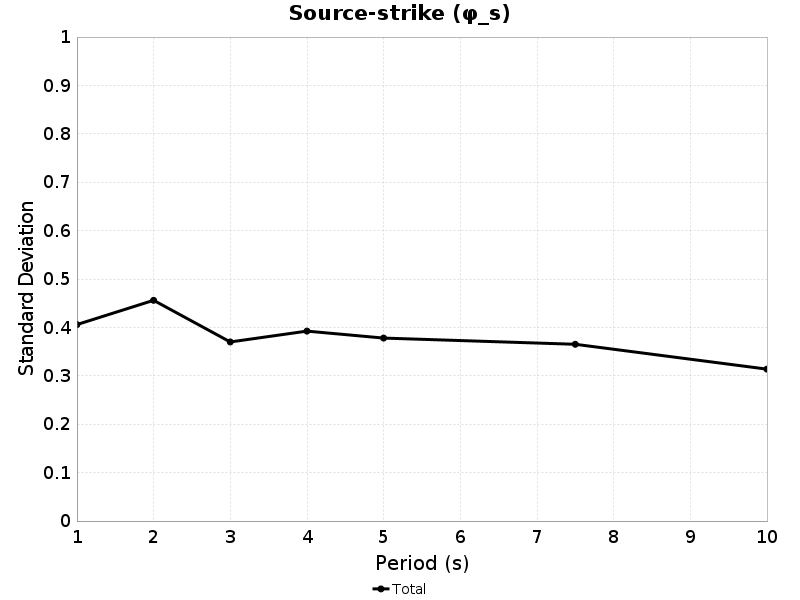 Source-strike (φ_s)
Standard Deviation
1
0.9
0.8
0.7
0.6
0.5
0.4
0.3
0.2
0.1
0
1 2 3 4 5 6 7 8 9 10
Period (s)
Total